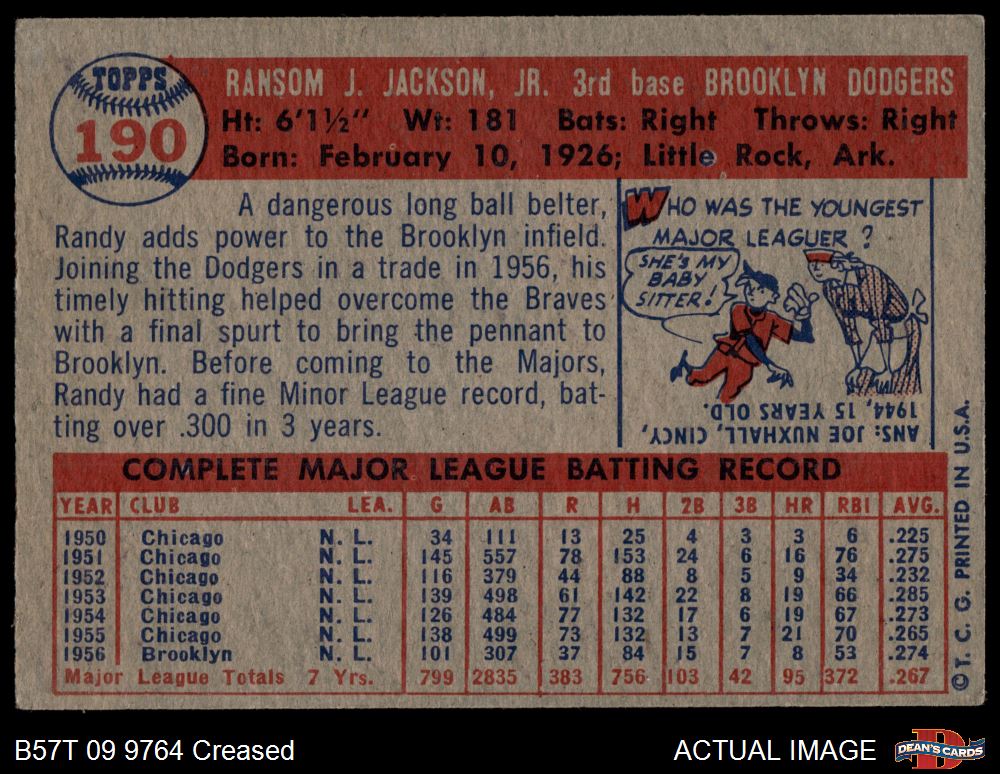 TOPPS
190
RANSOM J. JACKSON, JR. 3rd base BROOKLYN DODGERS
Ht: 6'1½" Wt: 181 Bats: Right Throws: Right
Born: February 10, 1926; Little Rock, Ark.
A dangerous long ball belter,
Randy adds power to the Brooklyn infield.
Joining the Dodgers in a trade in 1956, his
timely hitting helped overcome the Braves
with a final spurt to bring the pennant to
Brooklyn. Before coming to the Majors,
Randy had a fine Minor League record, bat-
ting over .300 in 3 years.
WHO WAS THE YOUNGEST
MAJOR LEAGUER?
SHE'S MY
BABY
SITTER!
ANS: JOE NUXHALL, CINCY,
1944, 15 YEARS OLD.
COMPLETE MAJOR LEAGUE BATTING RECORD
YEAR CLUB LEA. G AB R H 2B 3B HR RBI AVG.
1950 Chicago N. L. 34 111 13 25 4 3 3 6 .225
1951 Chicago N. L. 145 557 78 153 24 6 16 76 .275
1952 Chicago N. L. 116 379 44 88 8 5 9 34 .232
1953 Chicago N. L. 139 498 61 142 22 8 19 66 .285
1954 Chicago N. L. 126 484 77 132 17 6 19 67 .273
1955 Chicago N. L. 138 499 73 132 13 7 21 70 .265
1956 Brooklyn N. L. 101 307 37 84 15 7 8 53 .274
Major League Totals 7 Yrs. 799 2835 383 756 103 42 95 372 .267
©T. C. G. PRINTED IN U.S.A.
B57T 09 9764 Creased
ACTUAL IMAGE
DEAN'S CARDS